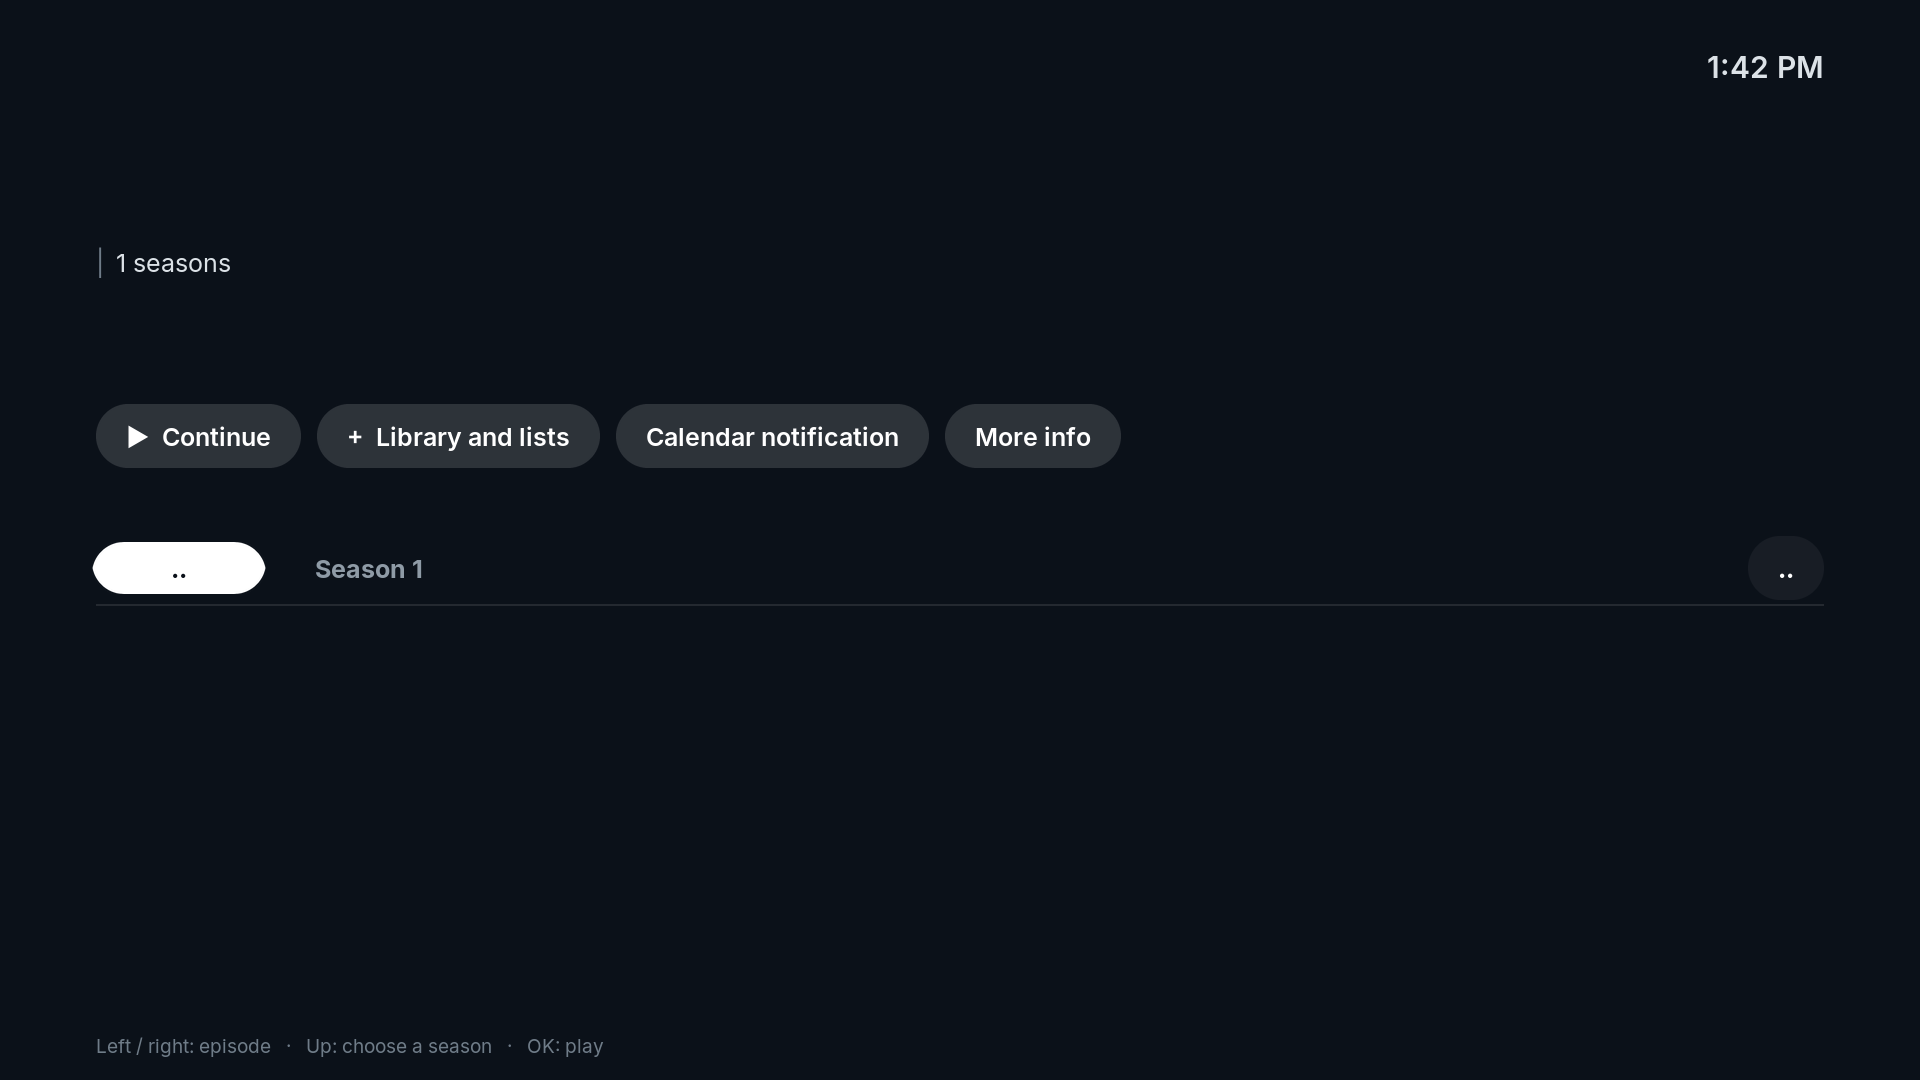 1:42 PM
| 1 seasons
▶ Continue
+ Library and lists
Calendar notification
More info
..
Season 1
..
Left / right: episode · Up: choose a season · OK: play